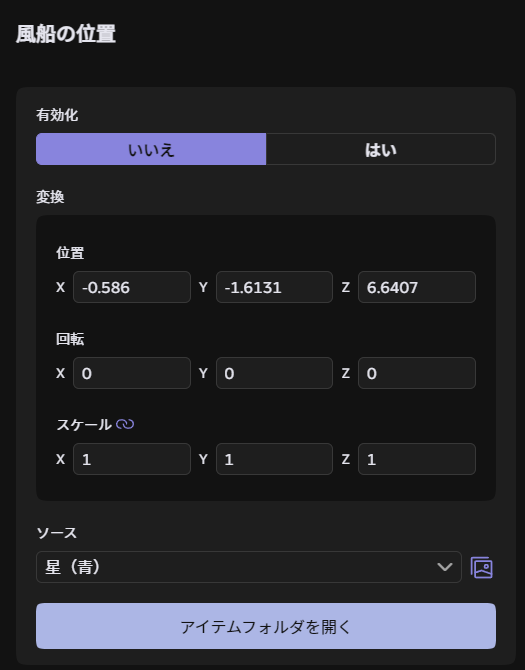 風船の位置
有効化
いいえ はい
変換
位置
X -0.586 Y -1.6131 Z 6.6407
回転
X 0 Y 0 Z 0
スケール
X 1 Y 1 Z 1
ソース
星（青）
アイテムフォルダを開く